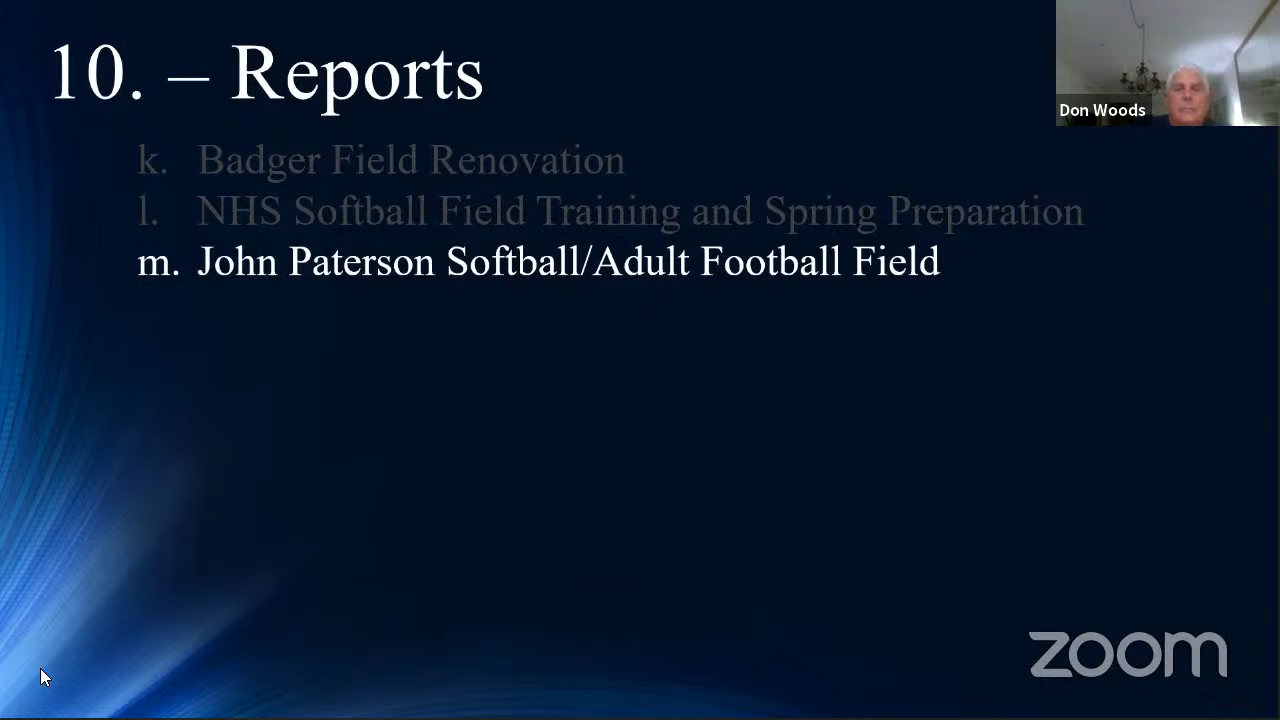 10. – Reports
Don Woods
k. Badger Field Renovation
l. NHS Softball Field Training and Spring Preparation
m. John Paterson Softball/Adult Football Field
zoom